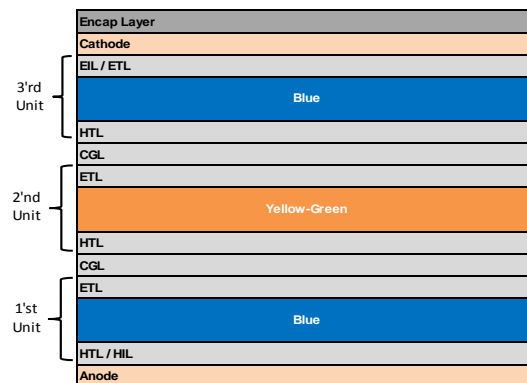 Encap Layer
Cathode
EIL / ETL
3'rd
Unit
Blue
HTL
CGL
ETL
2'nd
Unit
Yellow-Green
HTL
CGL
ETL
1'st
Unit
Blue
HTL / HIL
Anode